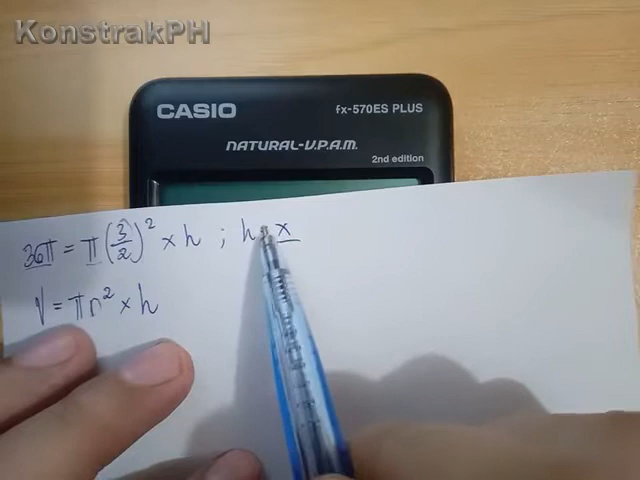 KonstrakPH
CASIO
fx-570ES PLUS
NATURAL-V.P.A.M.
2nd edition
36π = π(3/2)² × h ; h = x
V = πr² × h